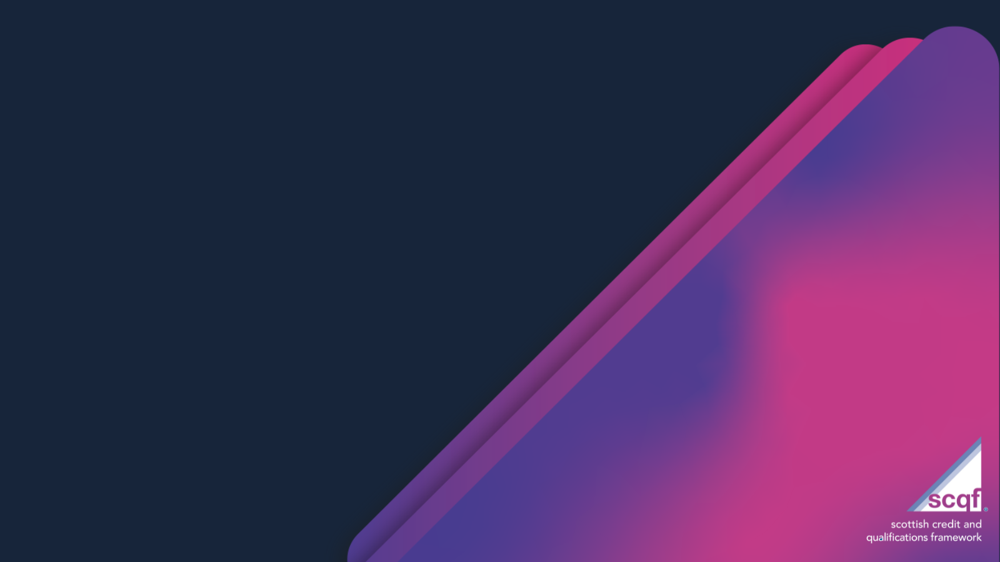 scqf
®
scottish credit and
qualifications framework